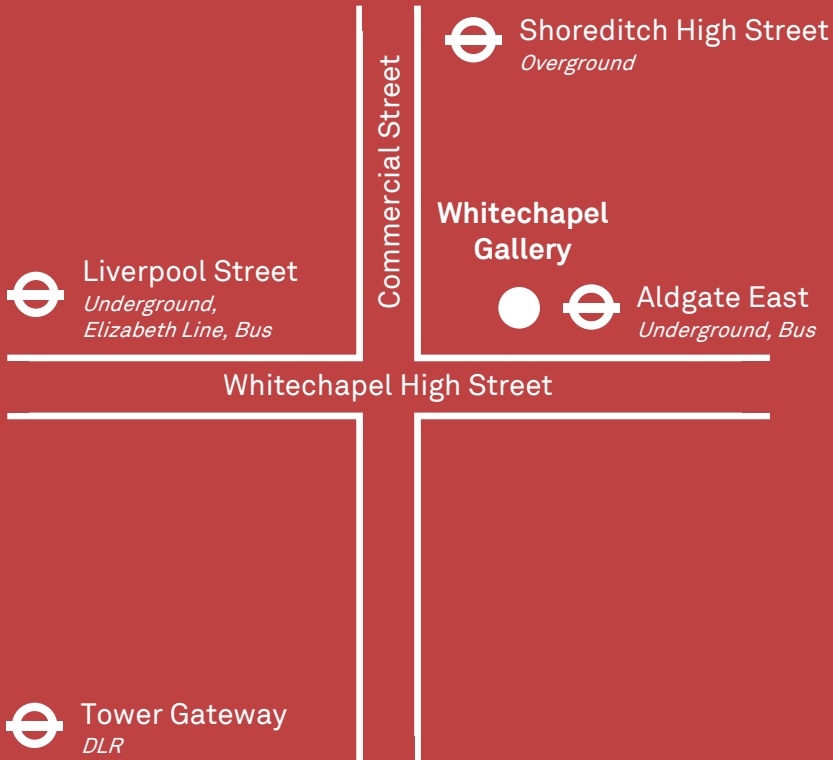 Shoreditch High Street
Overground
Commercial Street
Whitechapel
Gallery
Liverpool Street
Underground,
Elizabeth Line, Bus
Aldgate East
Underground, Bus
Whitechapel High Street
Tower Gateway
DLR